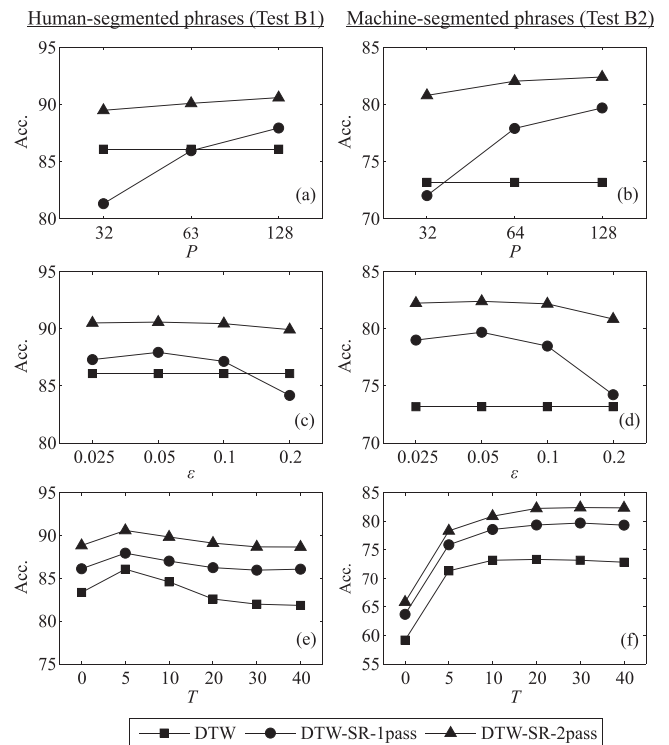 Human-segmented phrases (Test B1)
Machine-segmented phrases (Test B2)
95
90
85
80
Acc.
32
63
128
P
(a)
85
80
75
70
Acc.
32
64
128
P
(b)
95
90
85
80
Acc.
0.025
0.05
0.1
0.2
ε
(c)
85
80
75
70
Acc.
0.025
0.05
0.1
0.2
ε
(d)
95
90
85
80
75
Acc.
0
5
10
20
30
40
T
(e)
85
80
75
70
65
60
55
Acc.
0
5
10
20
30
40
T
(f)
DTW
DTW-SR-1pass
DTW-SR-2pass